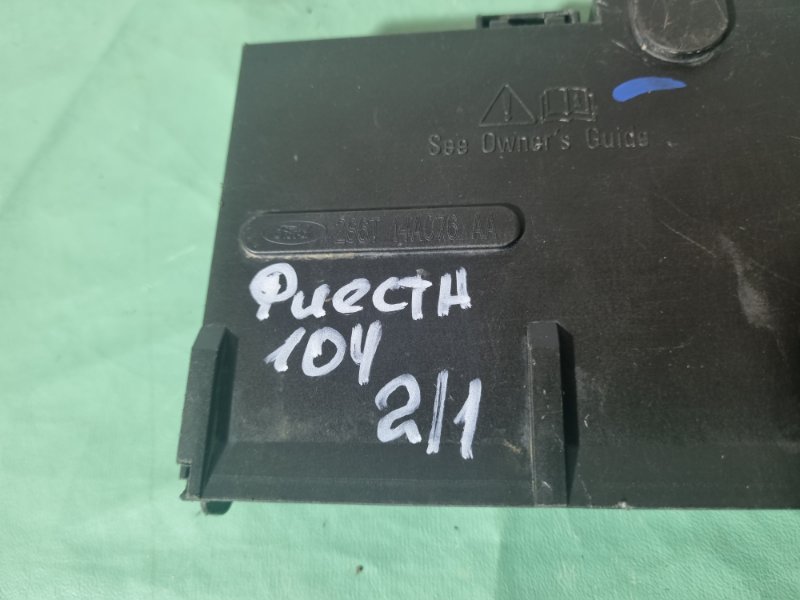 See Owner's Guide
Ford 2S6T 14A076 AA
Фиеста
104
2/1